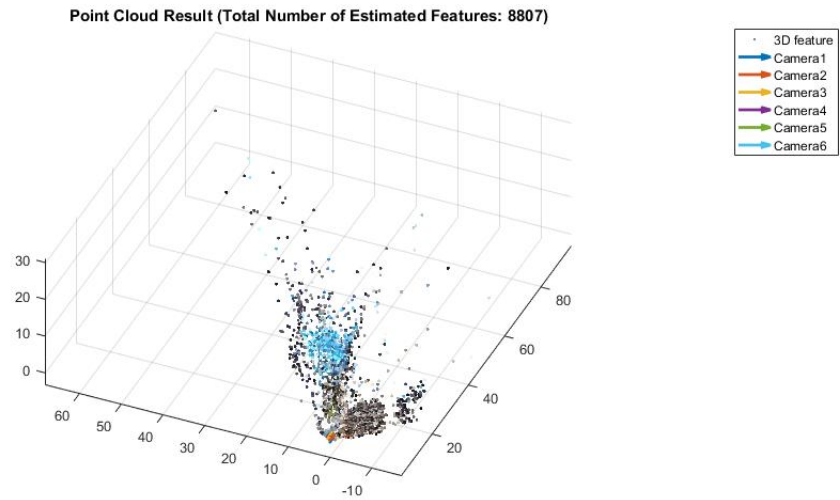 Point Cloud Result (Total Number of Estimated Features: 8807)
3D feature
Camera1
Camera2
Camera3
Camera4
Camera5
Camera6
30
20
10
0
60
50
40
30
20
10
0
-10
80
60
40
20